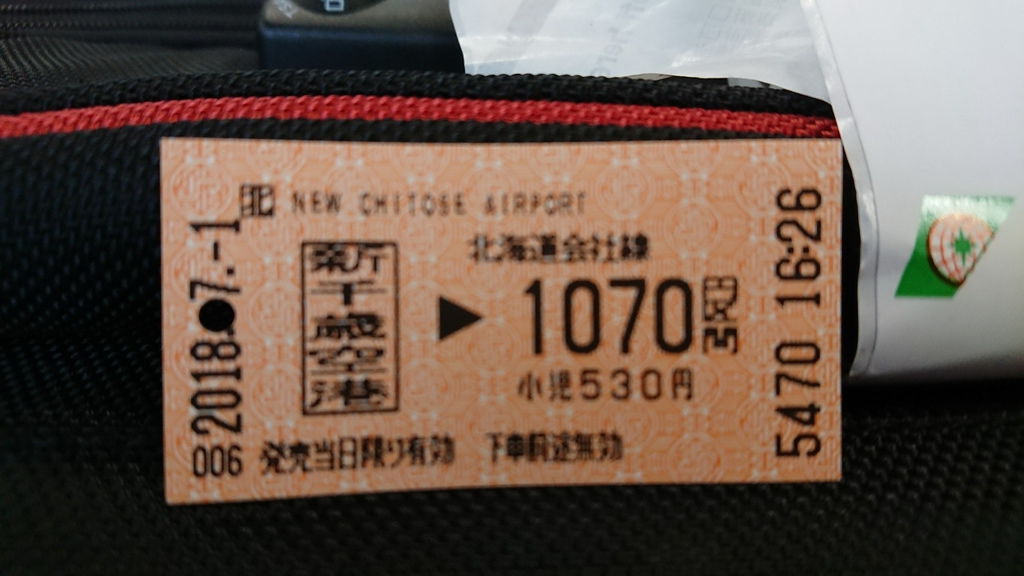 北 NEW CHITOSE AIRPORT
北海道会社線
新千歳空港
▶ 1070円区間
小児530円
2018.-7.-1
006 発売当日限り有効 下車前途無効
5470 16:26